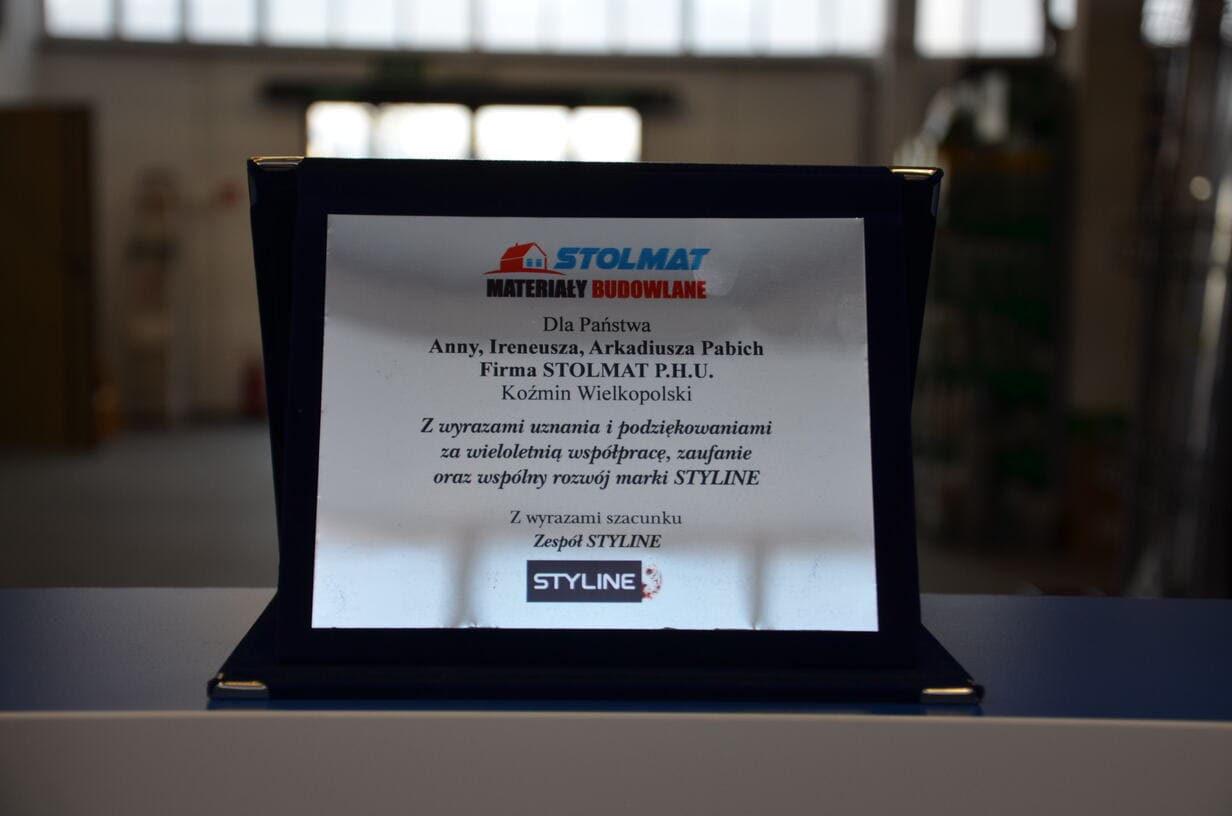 STOLMAT
MATERIAŁY BUDOWLANE
Dla Państwa
Anny, Ireneusza, Arkadiusza Pabich
Firma STOLMAT P.H.U.
Koźmin Wielkopolski
Z wyrazami uznania i podziękowaniami
za wieloletnią współpracę, zaufanie
oraz wspólny rozwój marki STYLINE
Z wyrazami szacunku
Zespół STYLINE
STYLINE